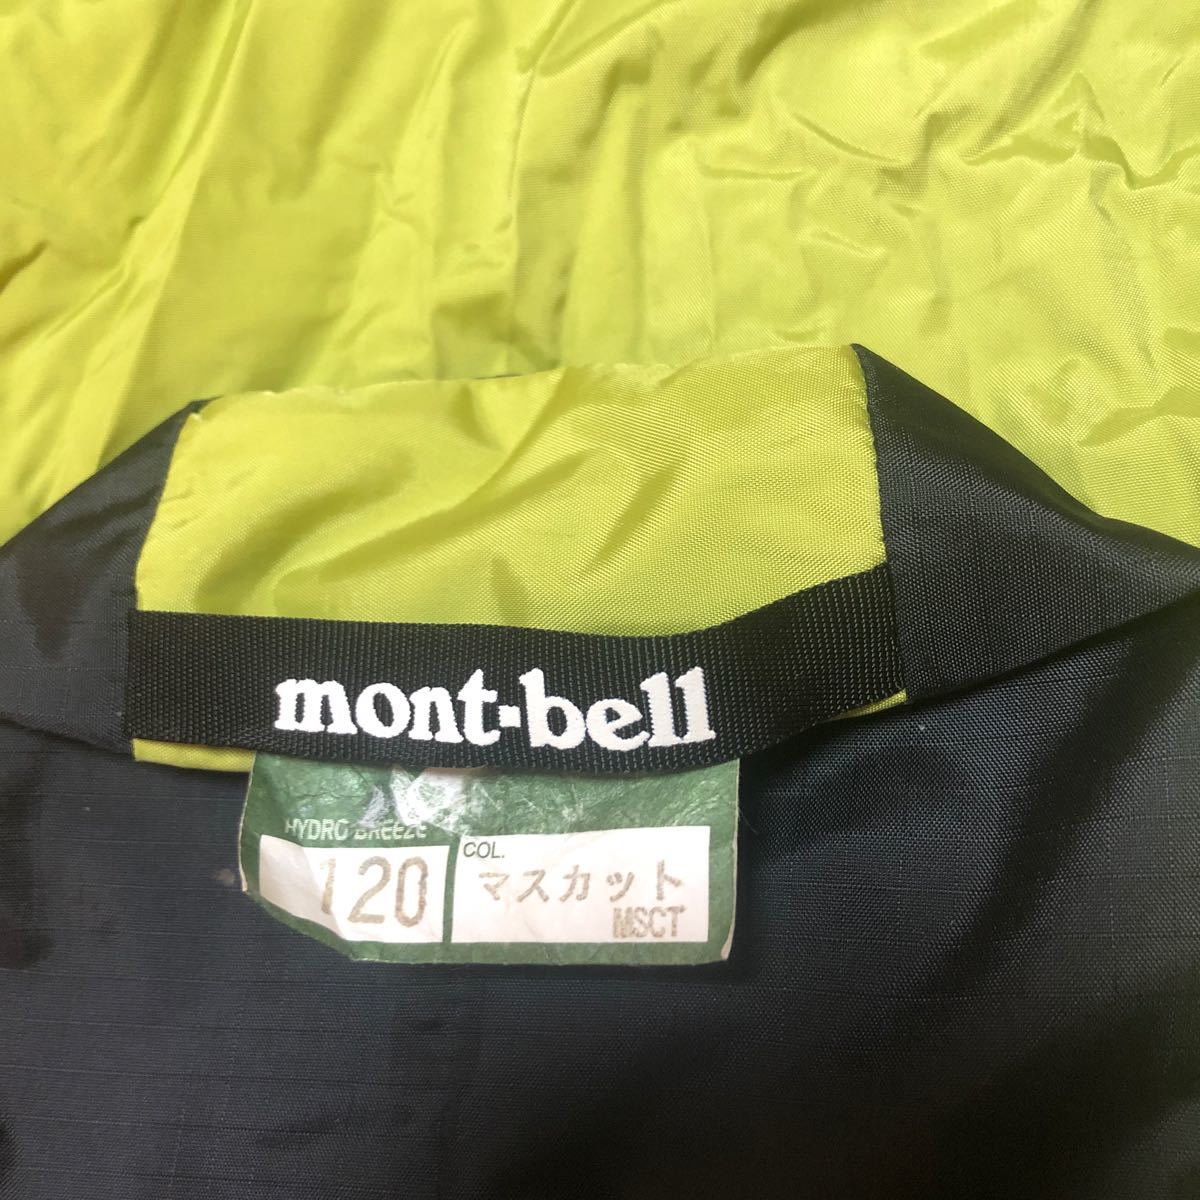 mont-bell
HYDRO BREEZE
120
COL.
マスカット
MSCT